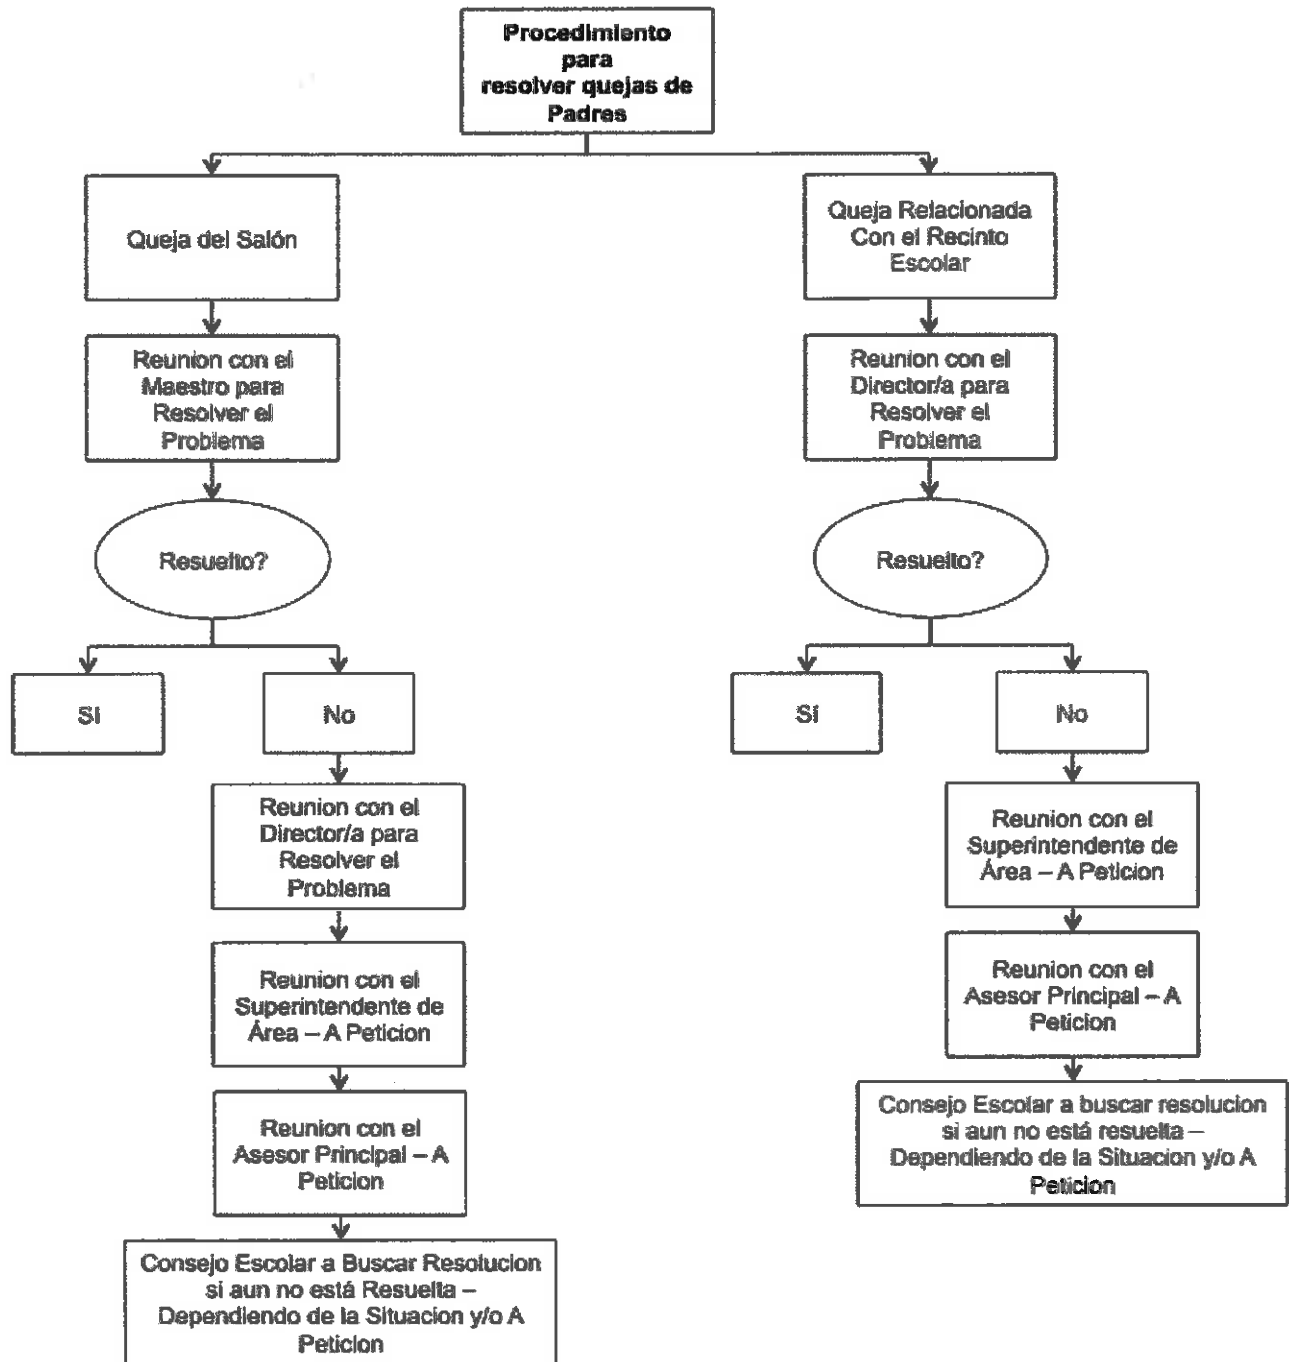 Procedimiento
para
resolver quejas de
Padres
Queja del Salón
Reunion con el
Maestro para
Resolver el
Problema
Resuelto?
SI
No
Reunion con el
Director/a para
Resolver el
Problema
Reunion con el
Superintendente de
Área – A Peticion
Reunion con el
Asesor Principal – A
Peticion
Consejo Escolar a Buscar Resolucion
si aun no está Resuelta –
Dependiendo de la Situacion y/o A
Peticion
Queja Relacionada
Con el Recinto
Escolar
Reunion con el
Director/a para
Resolver el
Problema
Resuelto?
SI
No
Reunion con el
Superintendente de
Área – A Peticion
Reunion con el
Asesor Principal – A
Peticion
Consejo Escolar a buscar resolucion
si aun no está resuelta –
Dependiendo de la Situacion y/o A
Peticion